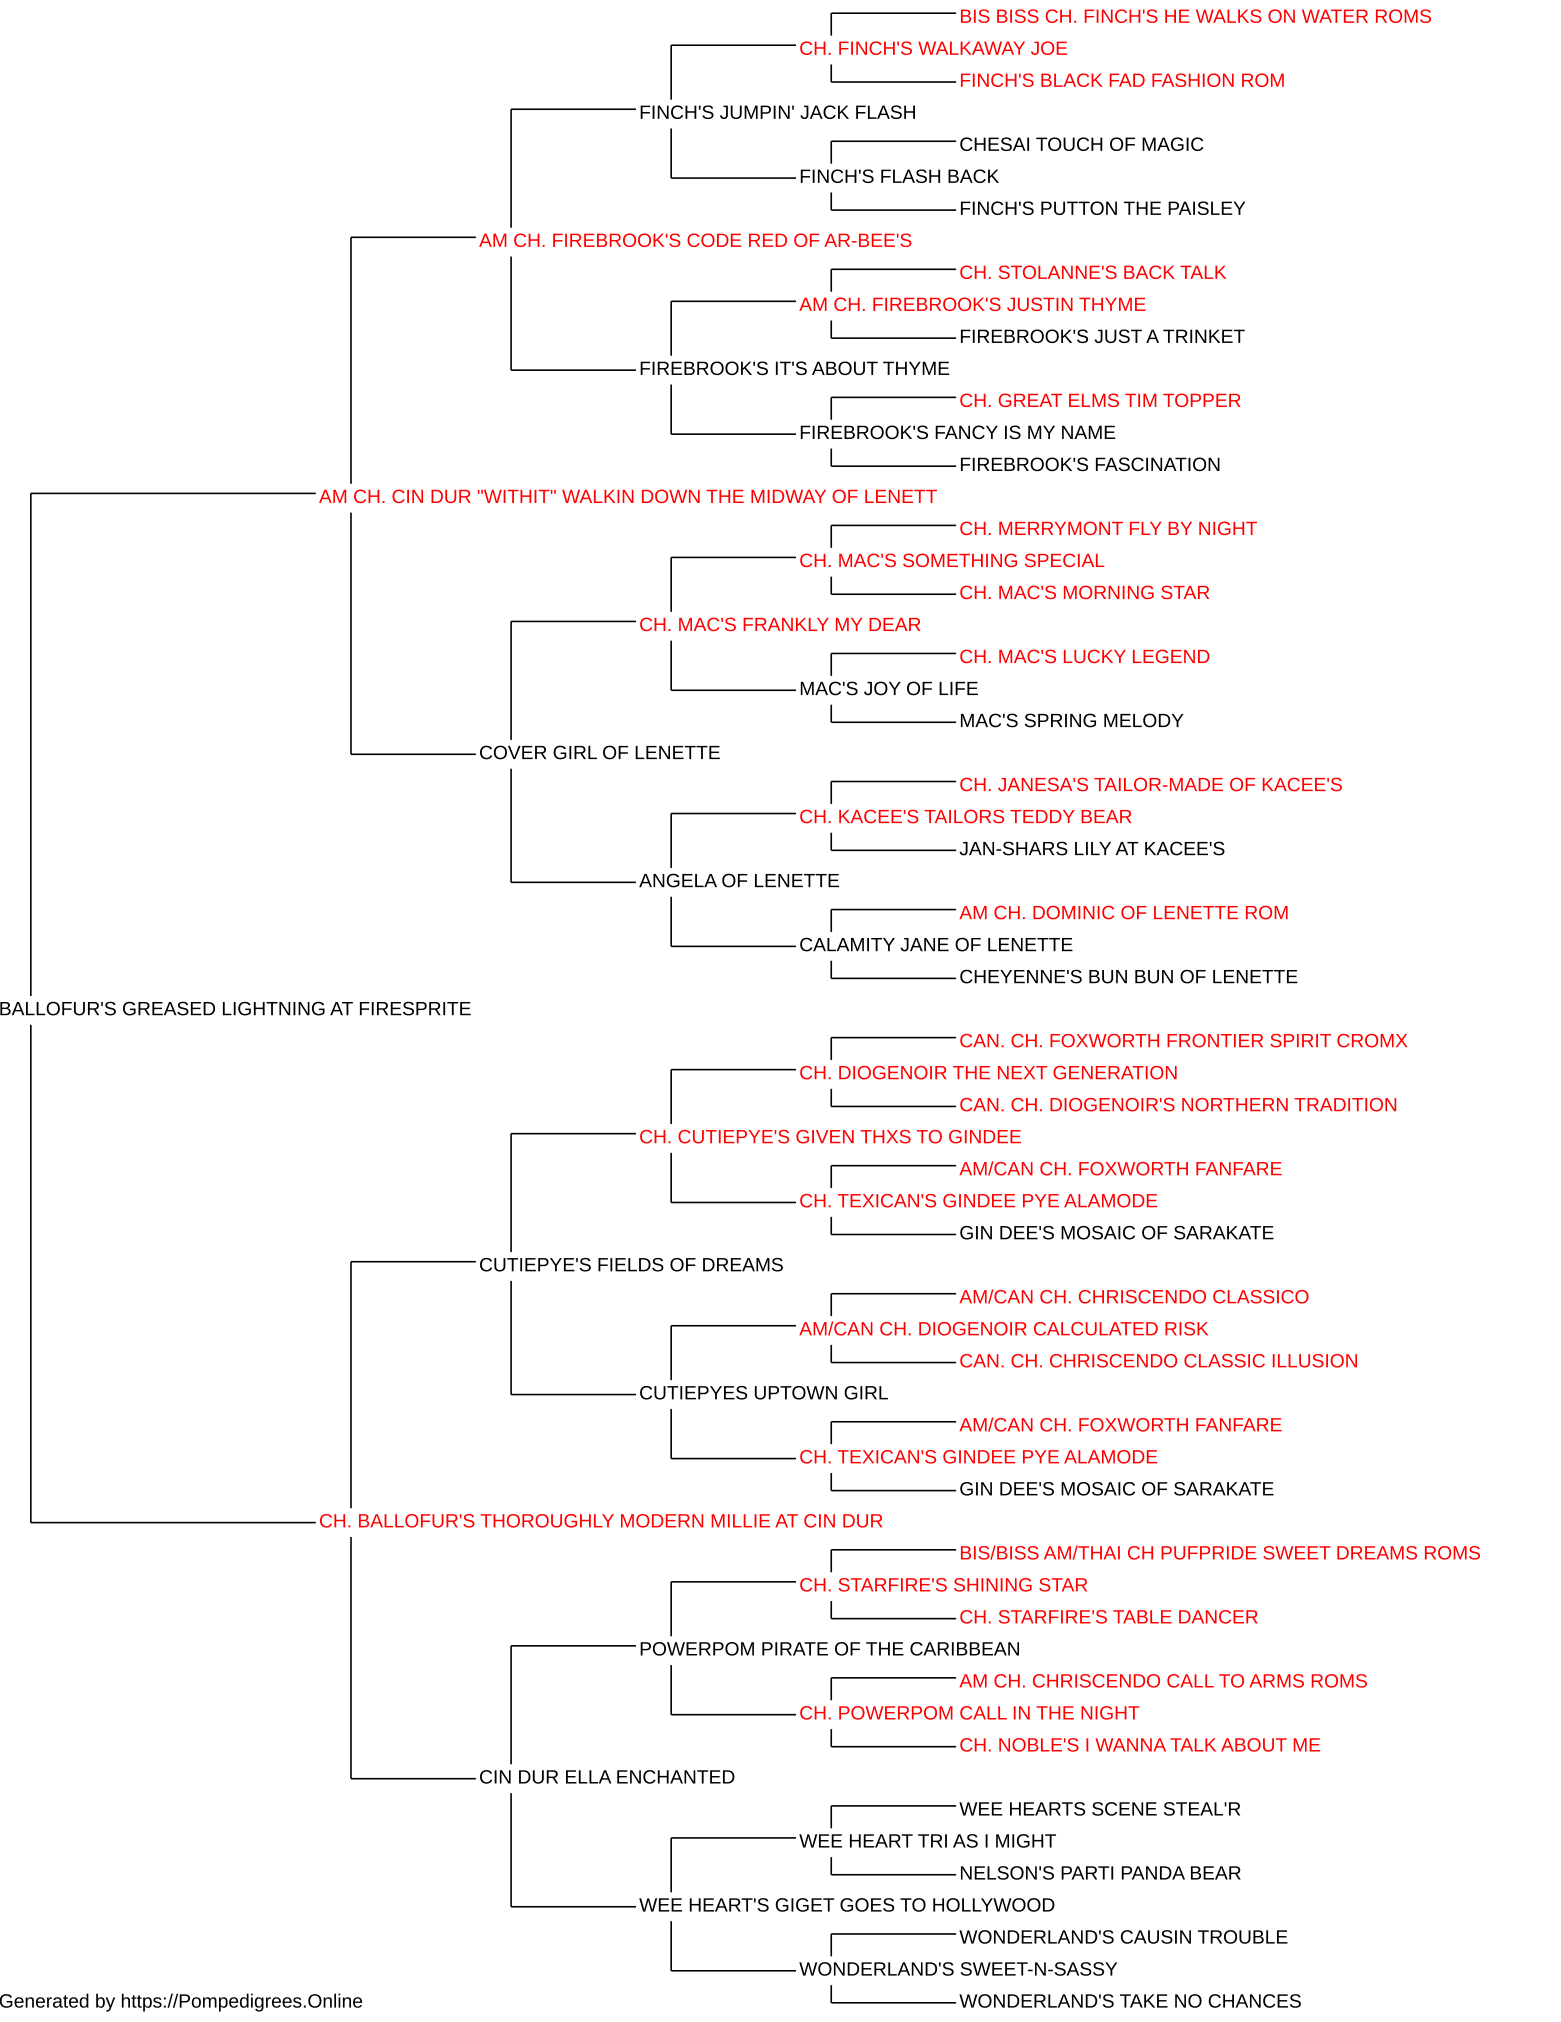 BIS BISS CH. FINCH'S HE WALKS ON WATER ROMS
CH. FINCH'S WALKAWAY JOE
FINCH'S BLACK FAD FASHION ROM
FINCH'S JUMPIN' JACK FLASH
CHESAI TOUCH OF MAGIC
FINCH'S FLASH BACK
FINCH'S PUTTON THE PAISLEY
AM CH. FIREBROOK'S CODE RED OF AR-BEE'S
CH. STOLANNE'S BACK TALK
AM CH. FIREBROOK'S JUSTIN THYME
FIREBROOK'S JUST A TRINKET
FIREBROOK'S IT'S ABOUT THYME
CH. GREAT ELMS TIM TOPPER
FIREBROOK'S FANCY IS MY NAME
FIREBROOK'S FASCINATION
AM CH. CIN DUR "WITHIT" WALKIN DOWN THE MIDWAY OF LENETT
CH. MERRYMONT FLY BY NIGHT
CH. MAC'S SOMETHING SPECIAL
CH. MAC'S MORNING STAR
CH. MAC'S FRANKLY MY DEAR
CH. MAC'S LUCKY LEGEND
MAC'S JOY OF LIFE
MAC'S SPRING MELODY
COVER GIRL OF LENETTE
CH. JANESA'S TAILOR-MADE OF KACEE'S
CH. KACEE'S TAILORS TEDDY BEAR
JAN-SHARS LILY AT KACEE'S
ANGELA OF LENETTE
AM CH. DOMINIC OF LENETTE ROM
CALAMITY JANE OF LENETTE
CHEYENNE'S BUN BUN OF LENETTE
BALLOFUR'S GREASED LIGHTNING AT FIRESPRITE
CAN. CH. FOXWORTH FRONTIER SPIRIT CROMX
CH. DIOGENOIR THE NEXT GENERATION
CAN. CH. DIOGENOIR'S NORTHERN TRADITION
CH. CUTIEPYE'S GIVEN THXS TO GINDEE
AM/CAN CH. FOXWORTH FANFARE
CH. TEXICAN'S GINDEE PYE ALAMODE
GIN DEE'S MOSAIC OF SARAKATE
CUTIEPYE'S FIELDS OF DREAMS
AM/CAN CH. CHRISCENDO CLASSICO
AM/CAN CH. DIOGENOIR CALCULATED RISK
CAN. CH. CHRISCENDO CLASSIC ILLUSION
CUTIEPYES UPTOWN GIRL
AM/CAN CH. FOXWORTH FANFARE
CH. TEXICAN'S GINDEE PYE ALAMODE
GIN DEE'S MOSAIC OF SARAKATE
CH. BALLOFUR'S THOROUGHLY MODERN MILLIE AT CIN DUR
BIS/BISS AM/THAI CH PUFPRIDE SWEET DREAMS ROMS
CH. STARFIRE'S SHINING STAR
CH. STARFIRE'S TABLE DANCER
POWERPOM PIRATE OF THE CARIBBEAN
AM CH. CHRISCENDO CALL TO ARMS ROMS
CH. POWERPOM CALL IN THE NIGHT
CH. NOBLE'S I WANNA TALK ABOUT ME
CIN DUR ELLA ENCHANTED
WEE HEARTS SCENE STEAL'R
WEE HEART TRI AS I MIGHT
NELSON'S PARTI PANDA BEAR
WEE HEART'S GIGET GOES TO HOLLYWOOD
WONDERLAND'S CAUSIN TROUBLE
WONDERLAND'S SWEET-N-SASSY
WONDERLAND'S TAKE NO CHANCES
Generated by https://Pompedigrees.Online